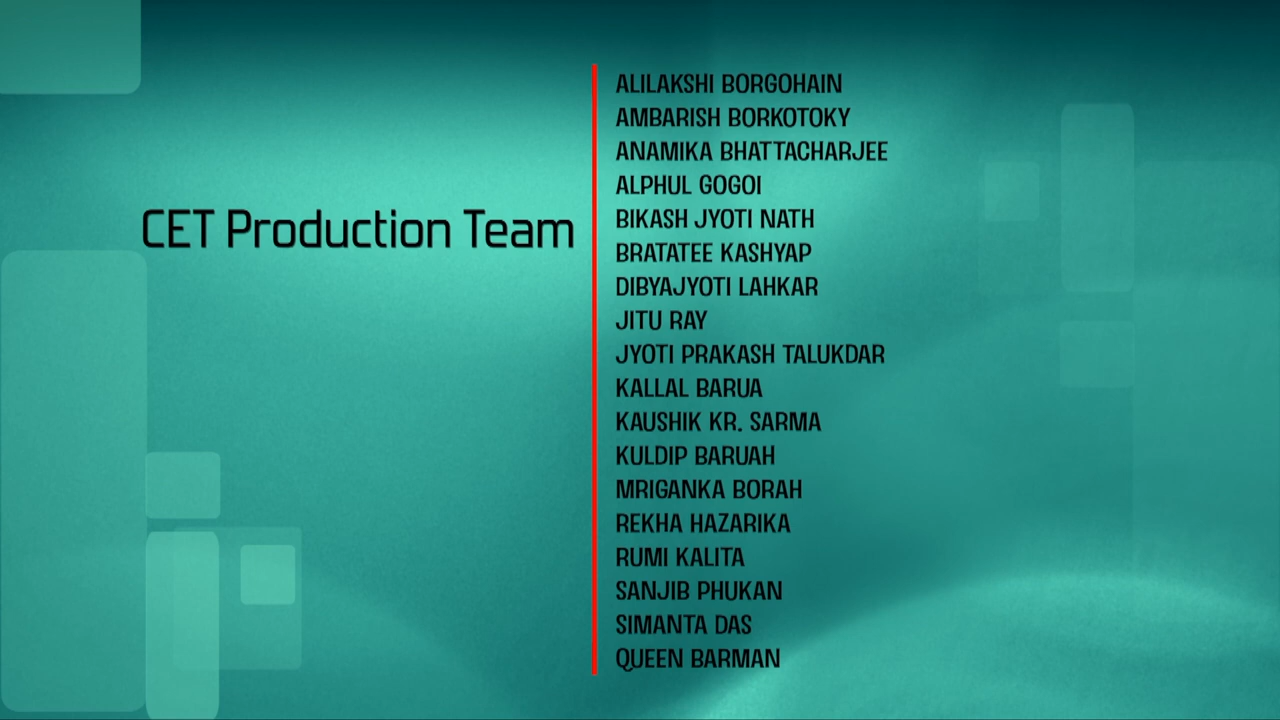 CET Production Team
ALILAKSHI BORGOHAIN
AMBARISH BORKOTOKY
ANAMIKA BHATTACHARJEE
ALPHUL GOGOI
BIKASH JYOTI NATH
BRATATEE KASHYAP
DIBYAJYOTI LAHKAR
JITU RAY
JYOTI PRAKASH TALUKDAR
KALLAL BARUA
KAUSHIK KR. SARMA
KULDIP BARUAH
MRIGANKA BORAH
REKHA HAZARIKA
RUMI KALITA
SANJIB PHUKAN
SIMANTA DAS
QUEEN BARMAN